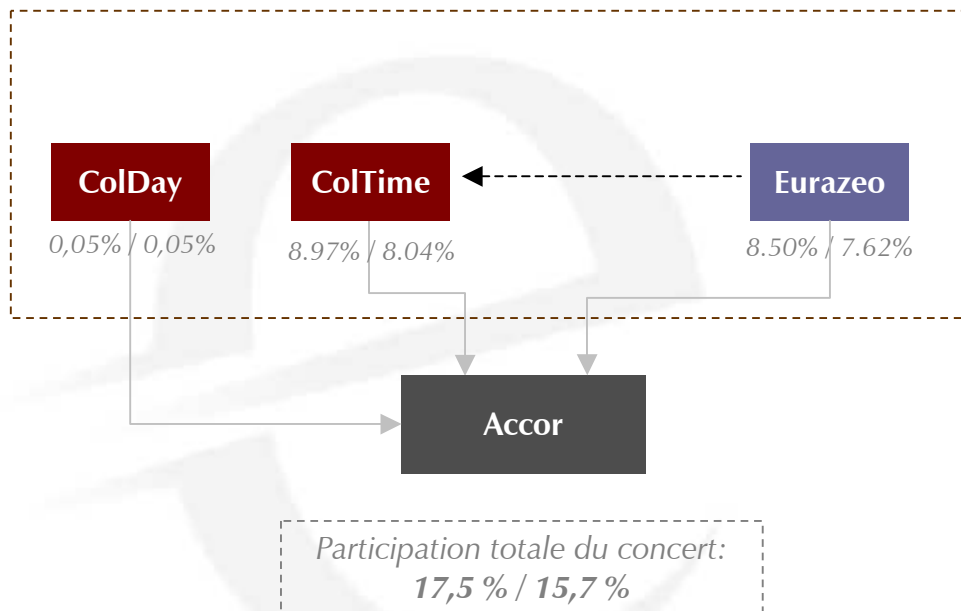 ColDay
ColTime
Eurazeo
0,05% / 0,05%
8.97% / 8.04%
8.50% / 7.62%
Accor
Participation totale du concert:
17,5 % / 15,7 %